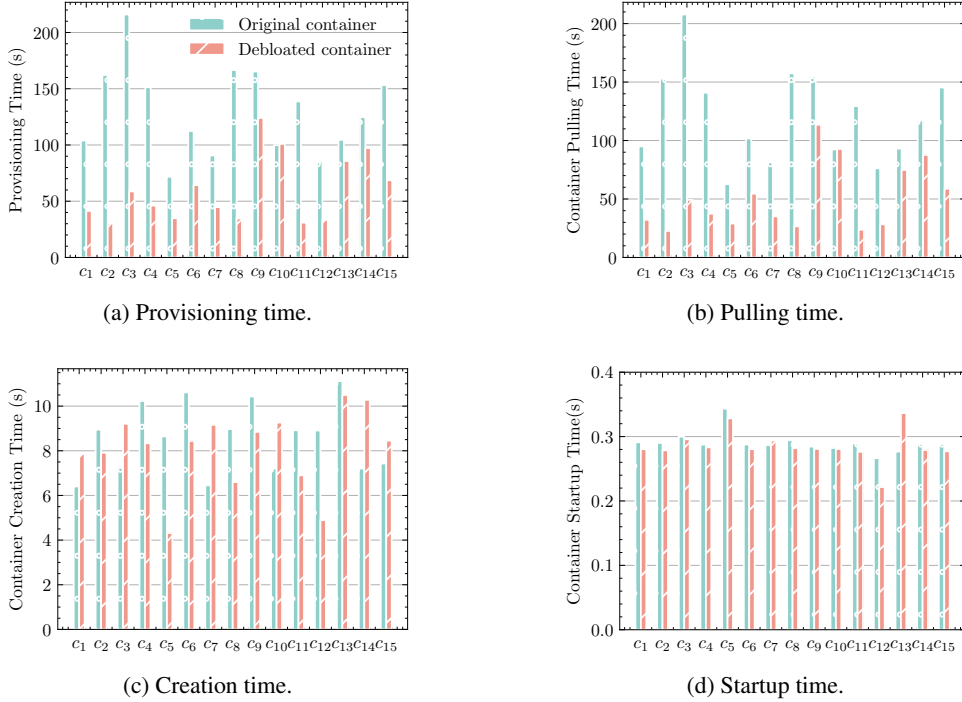 Provisioning Time (s)
200
150
100
50
0
Original container
Debloated container
c1 c2 c3 c4 c5 c6 c7 c8 c9 c10 c11 c12 c13 c14 c15
(a) Provisioning time.
Container Pulling Time (s)
200
150
100
50
0
c1 c2 c3 c4 c5 c6 c7 c8 c9 c10 c11 c12 c13 c14 c15
(b) Pulling time.
Container Creation Time (s)
10
8
6
4
2
0
c1 c2 c3 c4 c5 c6 c7 c8 c9 c10 c11 c12 c13 c14 c15
(c) Creation time.
Container Startup Time(s)
0.4
0.3
0.2
0.1
0.0
c1 c2 c3 c4 c5 c6 c7 c8 c9 c10 c11 c12 c13 c14 c15
(d) Startup time.